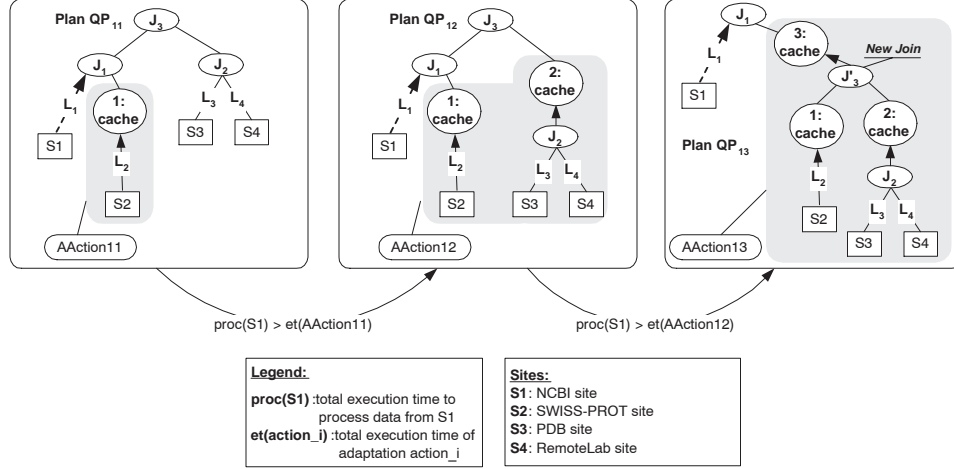 Plan QP11
J3
J1
J2
L1
1:
cache
L3
L4
S1
S3
S4
L2
S2
AAction11
Plan QP12
J3
J1
2:
cache
L1
1:
cache
S1
J2
L2
L3
L4
S2
S3
S4
AAction12
J1
3:
cache
New Join
L1
J'3
S1
1:
cache
2:
cache
Plan QP13
L2
J2
S2
L3
L4
S3
S4
AAction13
proc(S1) > et(AAction11)
proc(S1) > et(AAction12)
Legend:
proc(S1) :total execution time to
process data from S1
et(action_i) :total execution time of
adaptation action_i
Sites:
S1: NCBI site
S2: SWISS-PROT site
S3: PDB site
S4: RemoteLab site